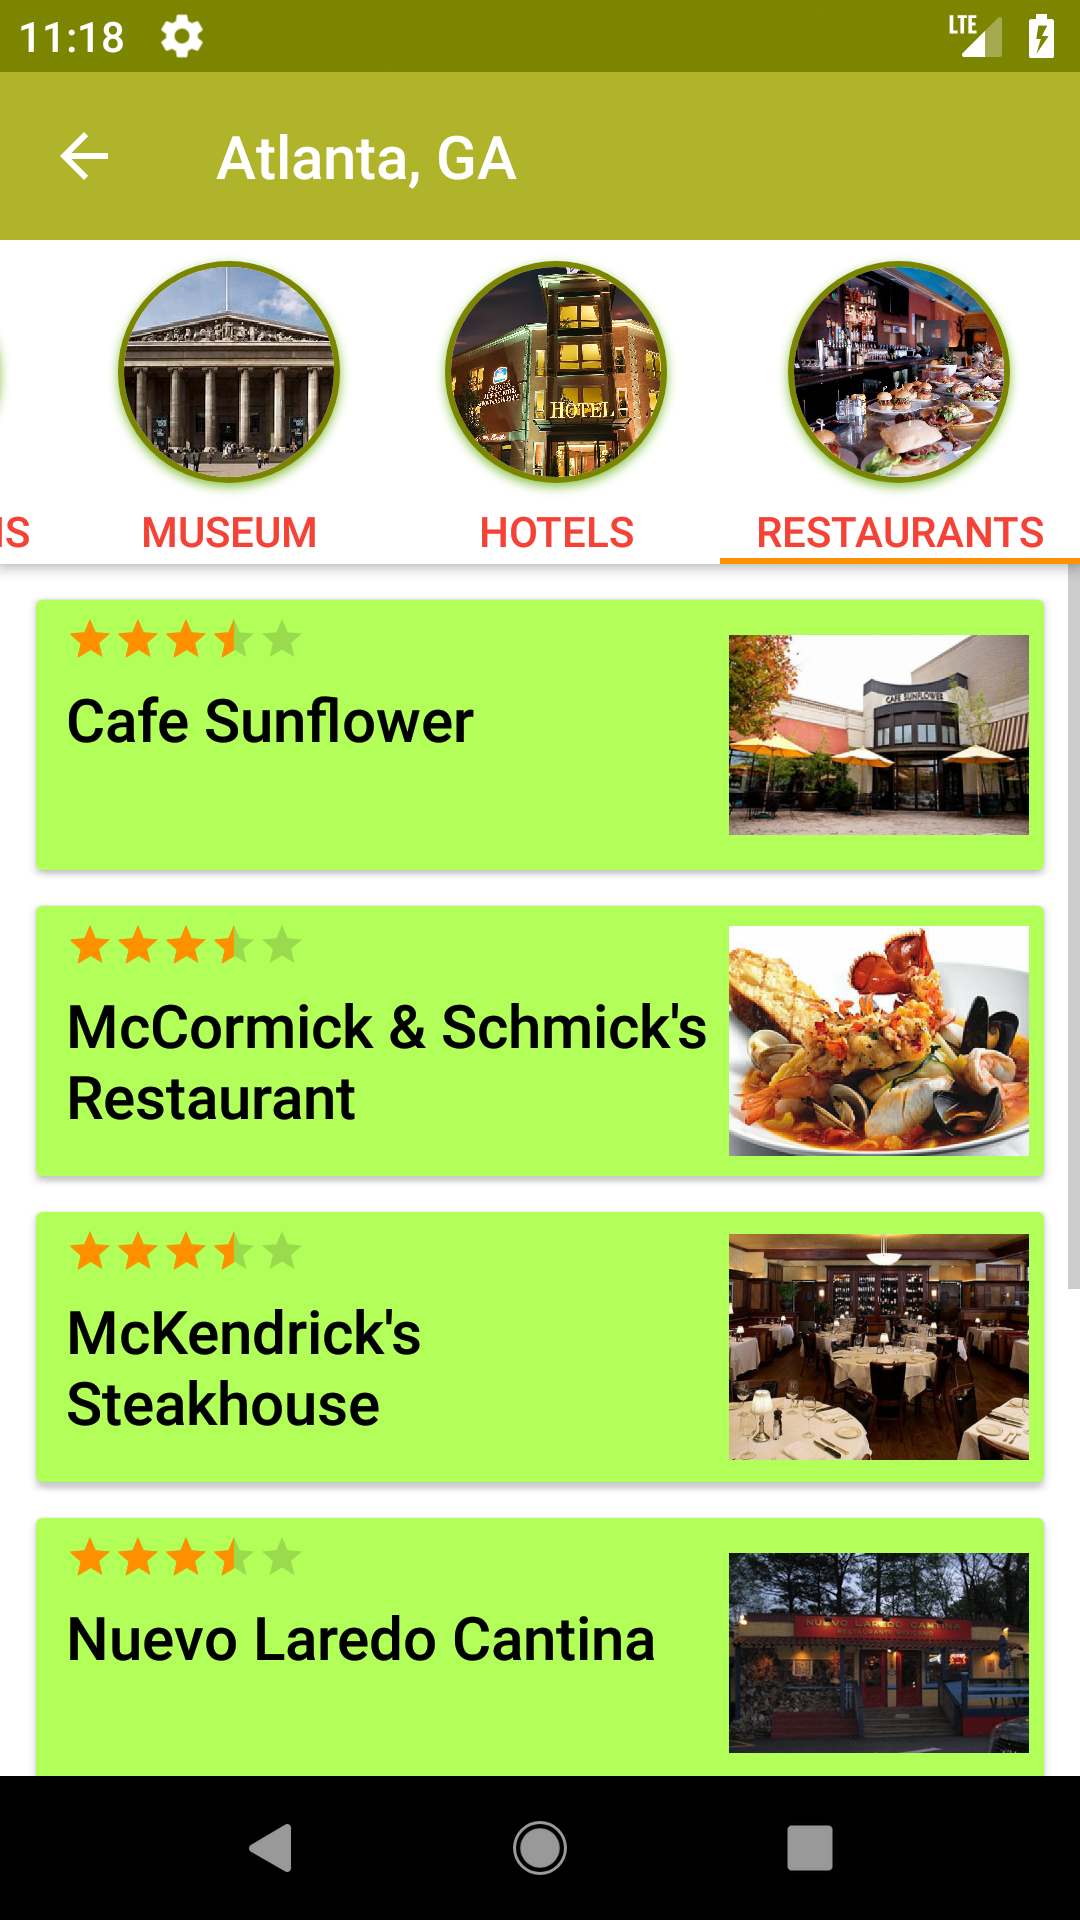 11:18
LTE
Atlanta, GA
IS
MUSEUM
HOTELS
RESTAURANTS
HOTEL
Cafe Sunflower
CAFE SUNFLOWER
McCormick & Schmick's
Restaurant
McKendrick's
Steakhouse
Nuevo Laredo Cantina
NUEVO LAREDO CANTINA